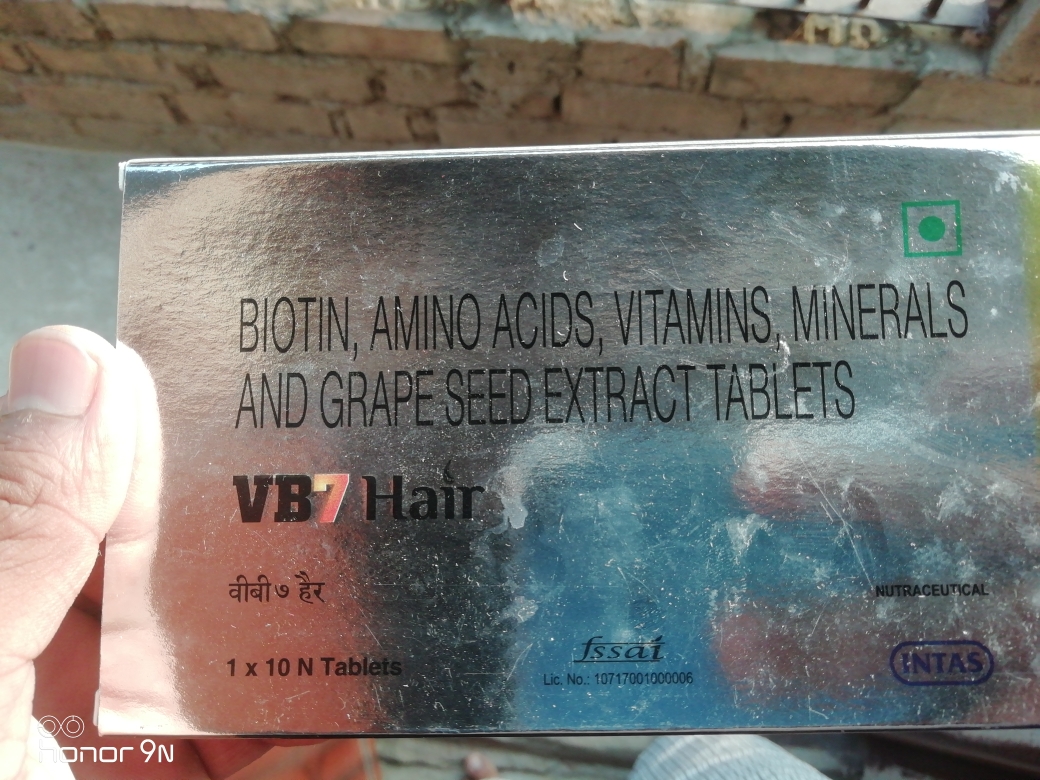 BIOTIN, AMINO ACIDS, VITAMINS, MINERALS
AND GRAPE SEED EXTRACT TABLETS
VB7 Hair
वीबी ७ हैर
NUTRACEUTICAL
1 x 10 N Tablets
fssai
Lic. No.: 10717001000006
INTAS
honor 9N